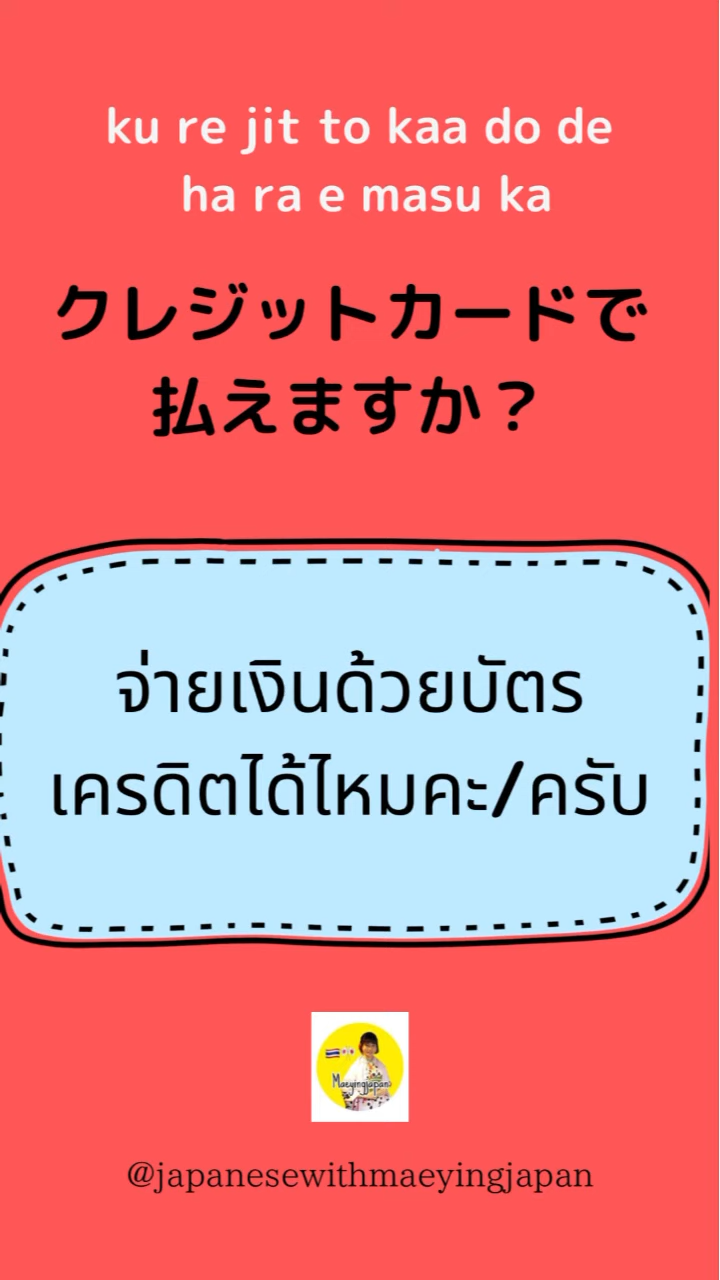 ku re jit to kaa do de
ha ra e masu ka
クレジットカードで
払えますか？
จ่ายเงินด้วยบัตร
เครดิตได้ไหมคะ/ครับ
Maeyingjapan
@japanesewithmaeyingjapan